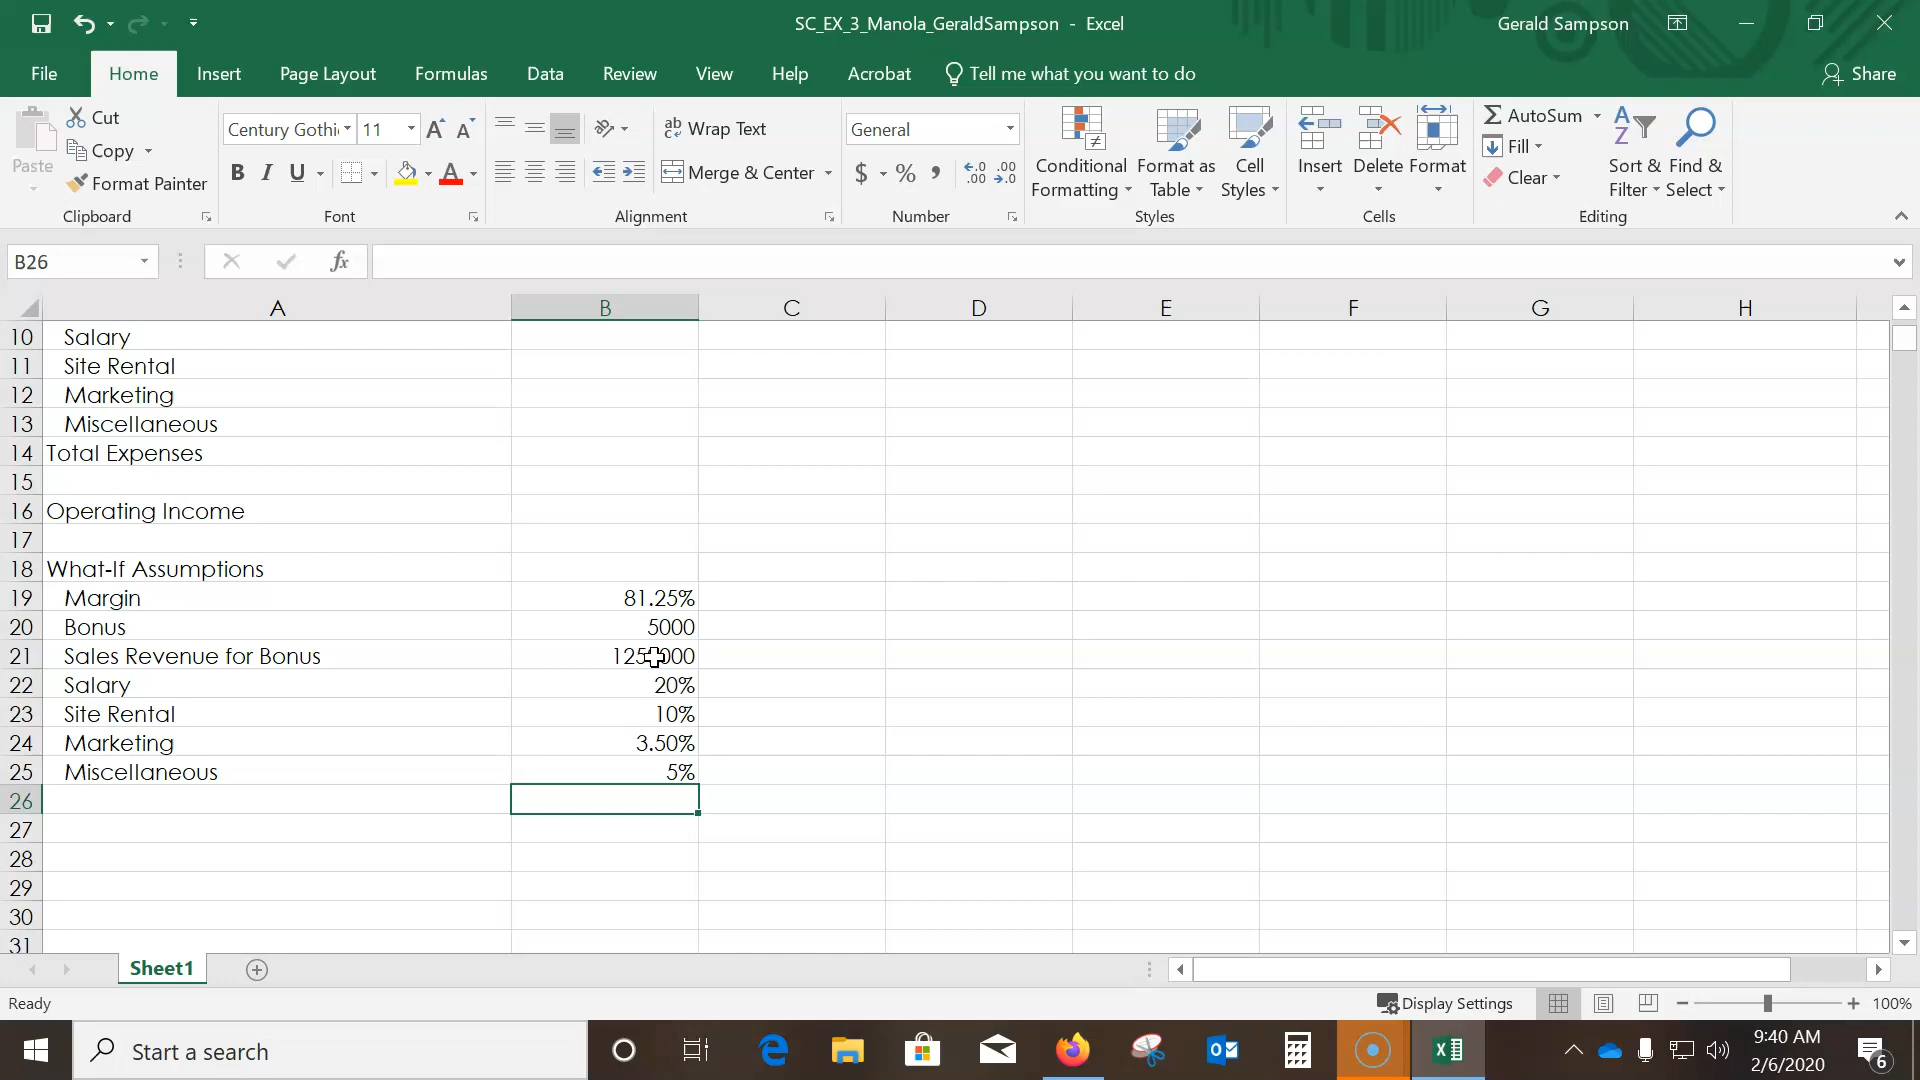 SC_EX_3_Manola_GeraldSampson - Excel
Gerald Sampson
File Home Insert Page Layout Formulas Data Review View Help Acrobat Tell me what you want to do Share
Paste
Cut
Copy
Format Painter
Clipboard
Century Gothi 11
B I U
Font
Wrap Text
Merge & Center
Alignment
General
$ % ,
Number
Conditional Formatting
Format as Table
Cell Styles
Styles
Insert Delete Format
Cells
AutoSum
Fill
Clear
Sort & Filter
Find & Select
Editing
B26
fx
A B C D E F G H
10 Salary
11 Site Rental
12 Marketing
13 Miscellaneous
14 Total Expenses
15
16 Operating Income
17
18 What-If Assumptions
19 Margin 81.25%
20 Bonus 5000
21 Sales Revenue for Bonus
22 Salary 20%
23 Site Rental 10%
24 Marketing 3.50%
25 Miscellaneous 5%
26
27
28
29
30
31
Sheet1
Ready
Display Settings
100%
Start a search
9:40 AM
2/6/2020
6